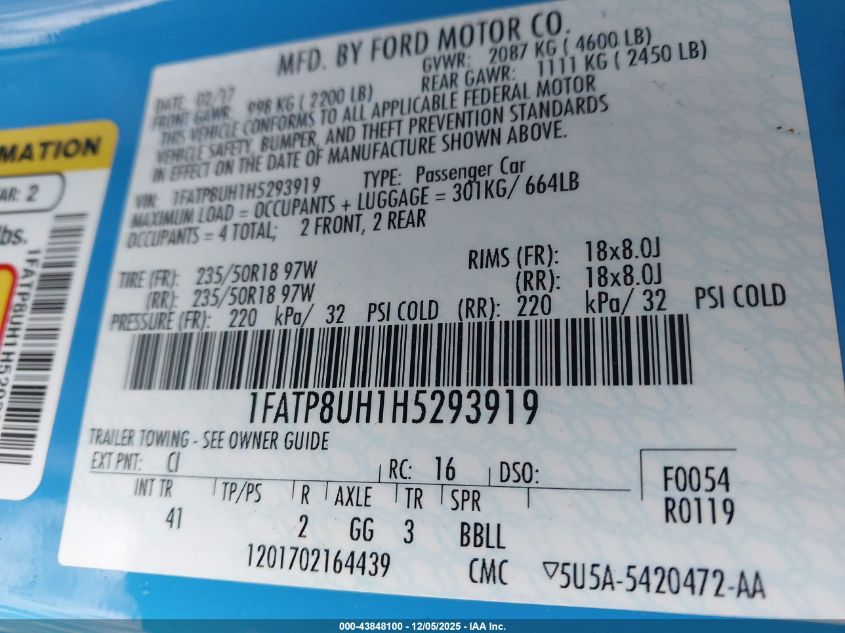 MFD. BY FORD MOTOR CO.
DATE: 02/17 GVWR: 2087 KG ( 4600 LB)
FRONT GAWR: 998 KG ( 2200 LB) REAR GAWR: 1111 KG ( 2450 LB)
THIS VEHICLE CONFORMS TO ALL APPLICABLE FEDERAL MOTOR
VEHICLE SAFETY, BUMPER, AND THEFT PREVENTION STANDARDS
IN EFFECT ON THE DATE OF MANUFACTURE SHOWN ABOVE.
VIN: 1FATP8UH1H5293919 TYPE: Passenger Car
MAXIMUM LOAD = OCCUPANTS + LUGGAGE = 301KG/ 664LB
OCCUPANTS = 4 TOTAL; 2 FRONT, 2 REAR
TIRE (FR): 235/50R18 97W RIMS (FR): 18x8.0J
(RR): 235/50R18 97W (RR): 18x8.0J
PRESSURE (FR): 220 kPa/ 32 PSI COLD (RR): 220 kPa/ 32 PSI COLD
1FATP8UH1H5293919
TRAILER TOWING - SEE OWNER GUIDE
EXT PNT: CI RC: 16 DSO:
INT TR TP/PS R AXLE TR SPR
41 2 GG 3 BBLL
F0054
R0119
1201702164439 CMC ▽5U5A-5420472-AA
MATION
AR: 2
lbs.
1FATP8UH1H5293
000-43848100 - 12/05/2025 - IAA Inc.